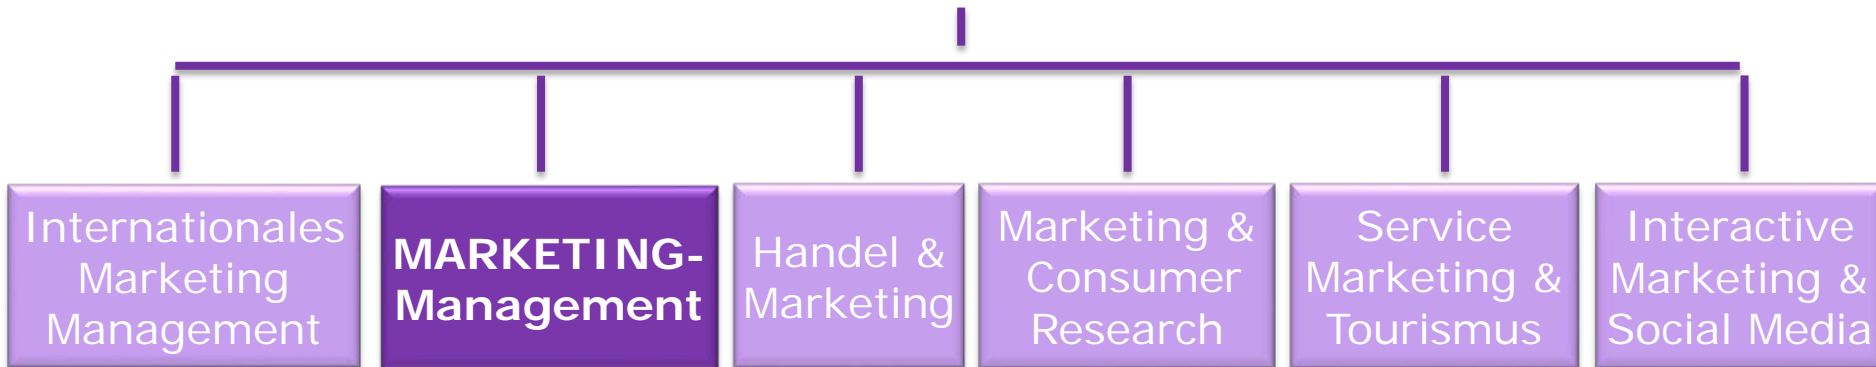 Internationales
Marketing
Management
MARKETING-
Management
Handel &
Marketing
Marketing &
Consumer
Research
Service
Marketing &
Tourismus
Interactive
Marketing &
Social Media